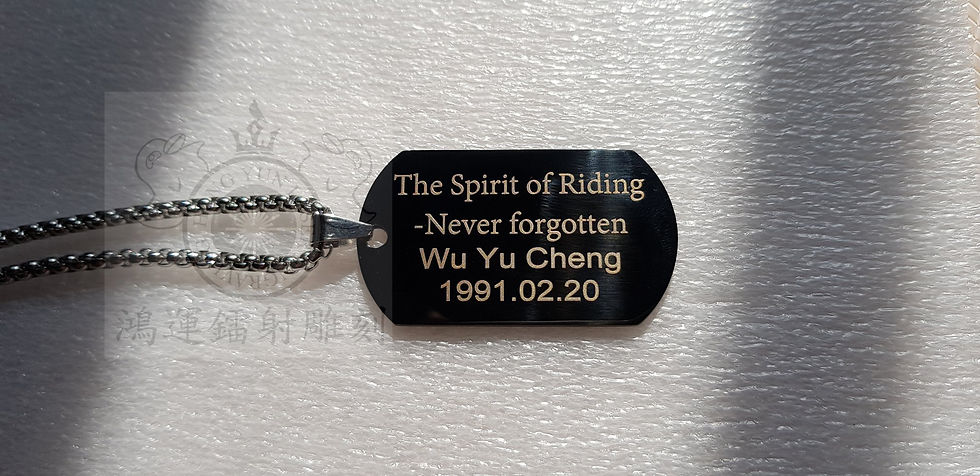 The Spirit of Riding
-Never forgotten
Wu Yu Cheng
1991.02.20
鴻運鐳射雕刻